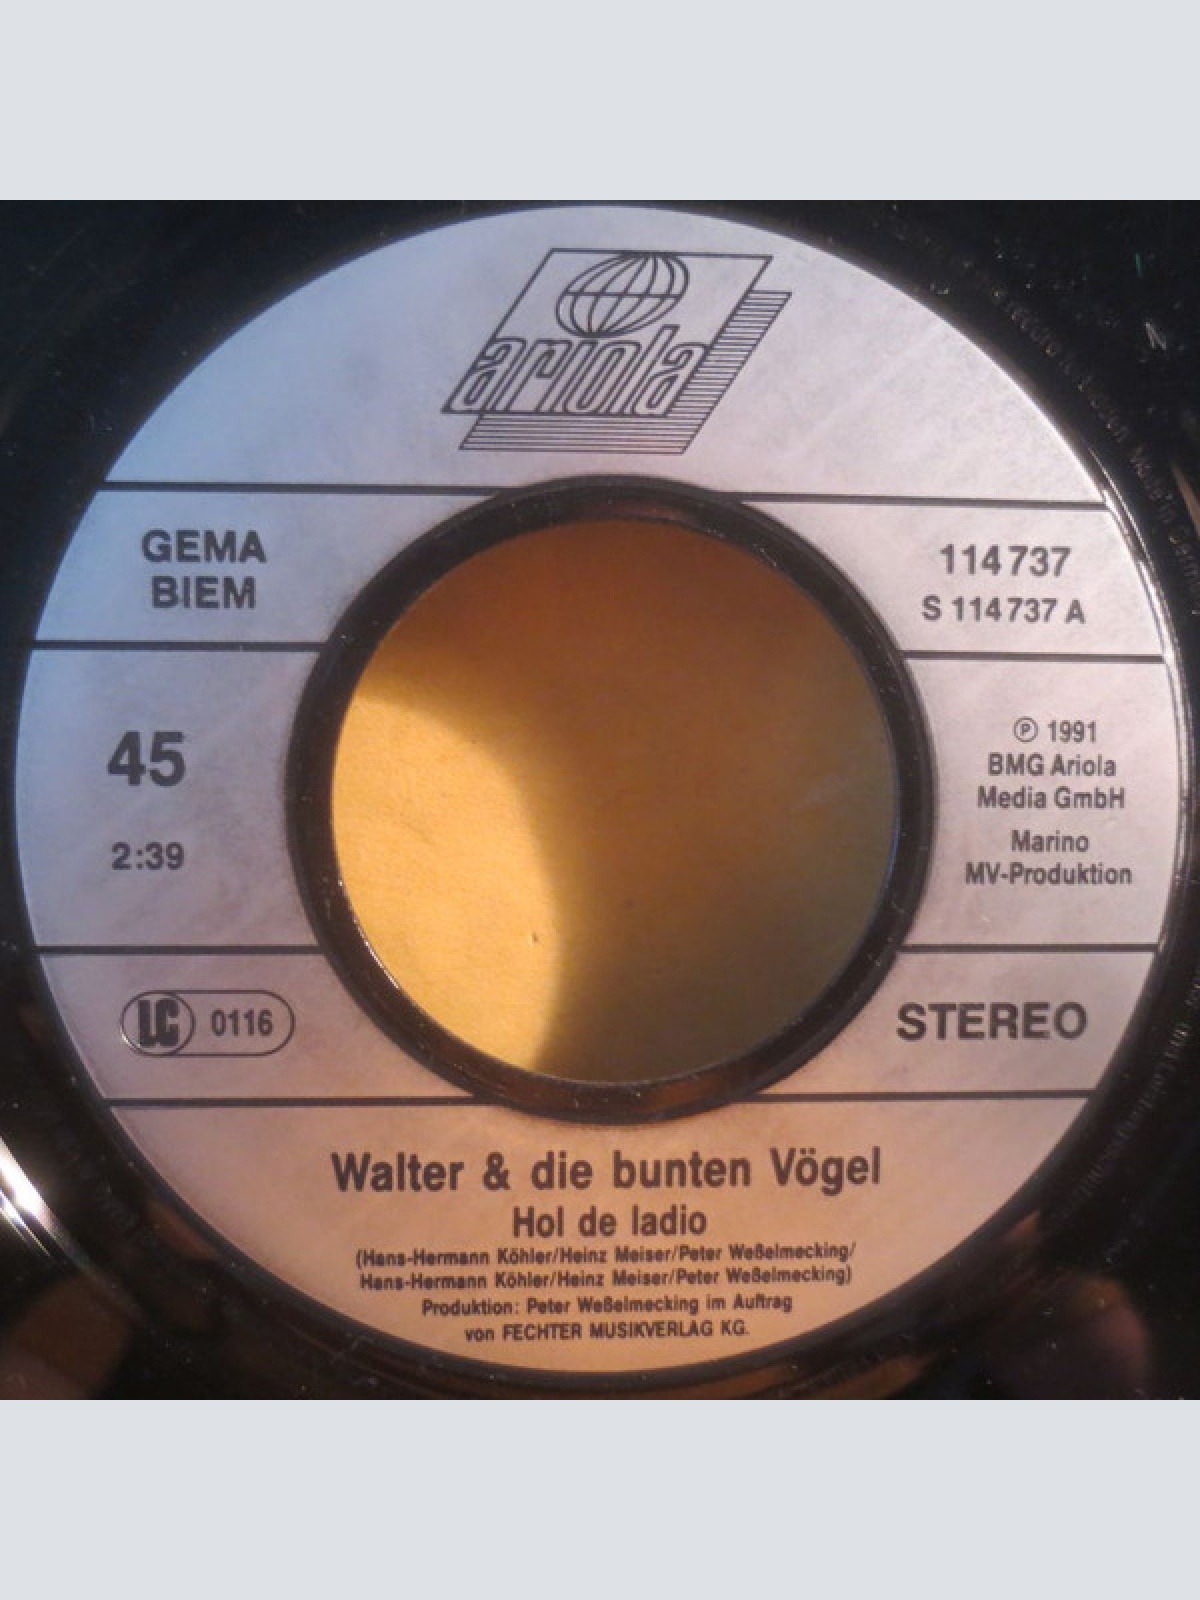 ariola
GEMA
BIEM
114 737
S 114 737 A
45
2:39
℗ 1991
BMG Ariola
Media GmbH
Marino
MV-Produktion
LC 0116
STEREO
Walter & die bunten Vögel
Hol de ladio
(Hans-Hermann Köhler/Heinz Meiser/Peter Weßelmecking/
Hans-Hermann Köhler/Heinz Meiser/Peter Weßelmecking)
Produktion: Peter Weßelmecking im Auftrag
von FECHTER MUSIKVERLAG KG.